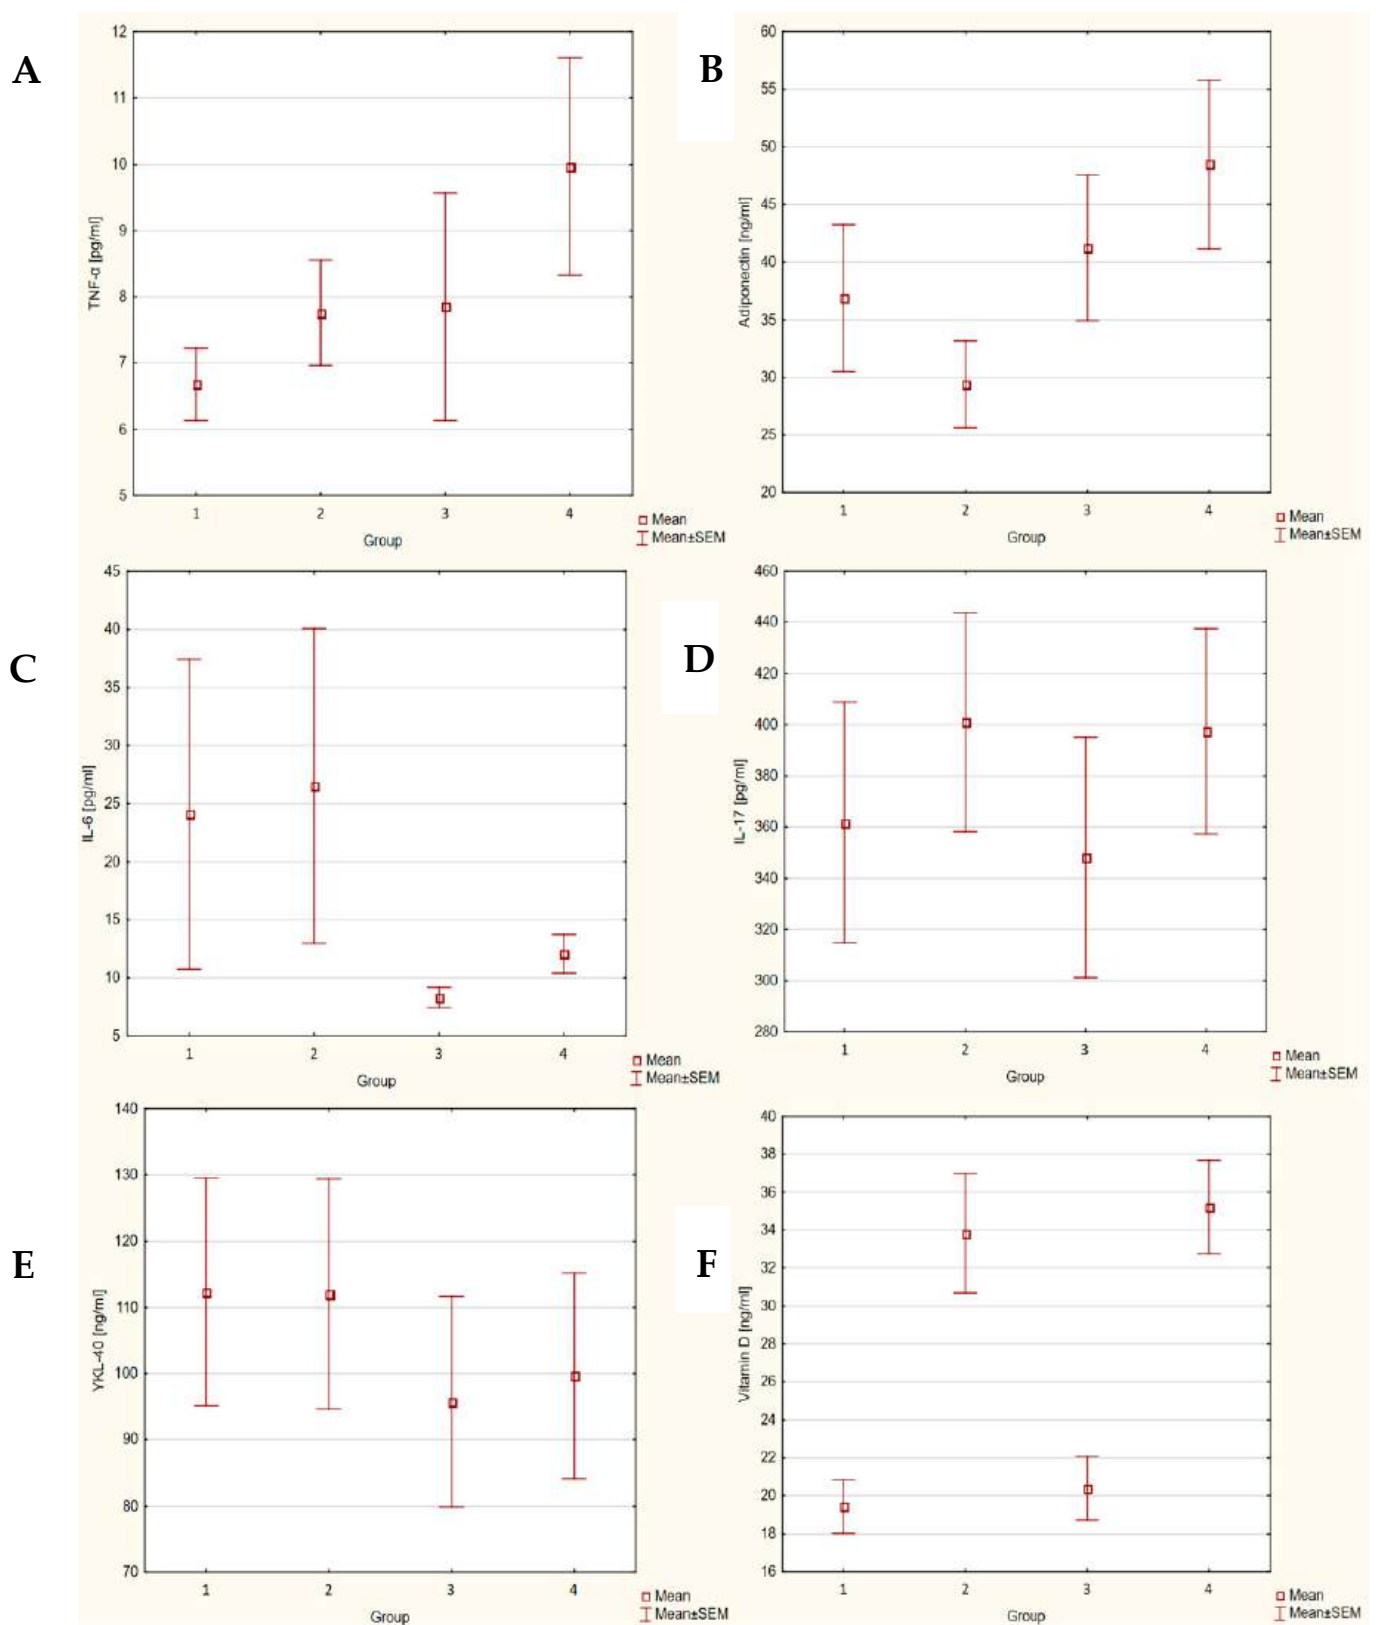 A
TNF-α [pg/ml]
12
11
10
9
8
7
6
5
1 2 3 4
Group
Mean
Mean±SEM
B
Adiponectin [ng/ml]
60
55
50
45
40
35
30
25
20
1 2 3 4
Group
Mean
Mean±SEM
C
IL-6 [pg/ml]
45
40
35
30
25
20
15
10
5
1 2 3 4
Group
Mean
Mean±SEM
D
IL-17 [pg/ml]
460
440
420
400
380
360
340
320
300
280
1 2 3 4
Group
Mean
Mean±SEM
E
YKL-40 [ng/ml]
140
130
120
110
100
90
80
70
1 2 3 4
Group
Mean
Mean±SEM
F
Vitamin D [ng/ml]
40
38
36
34
32
30
28
26
24
22
20
18
16
1 2 3 4
Group
Mean
Mean±SEM